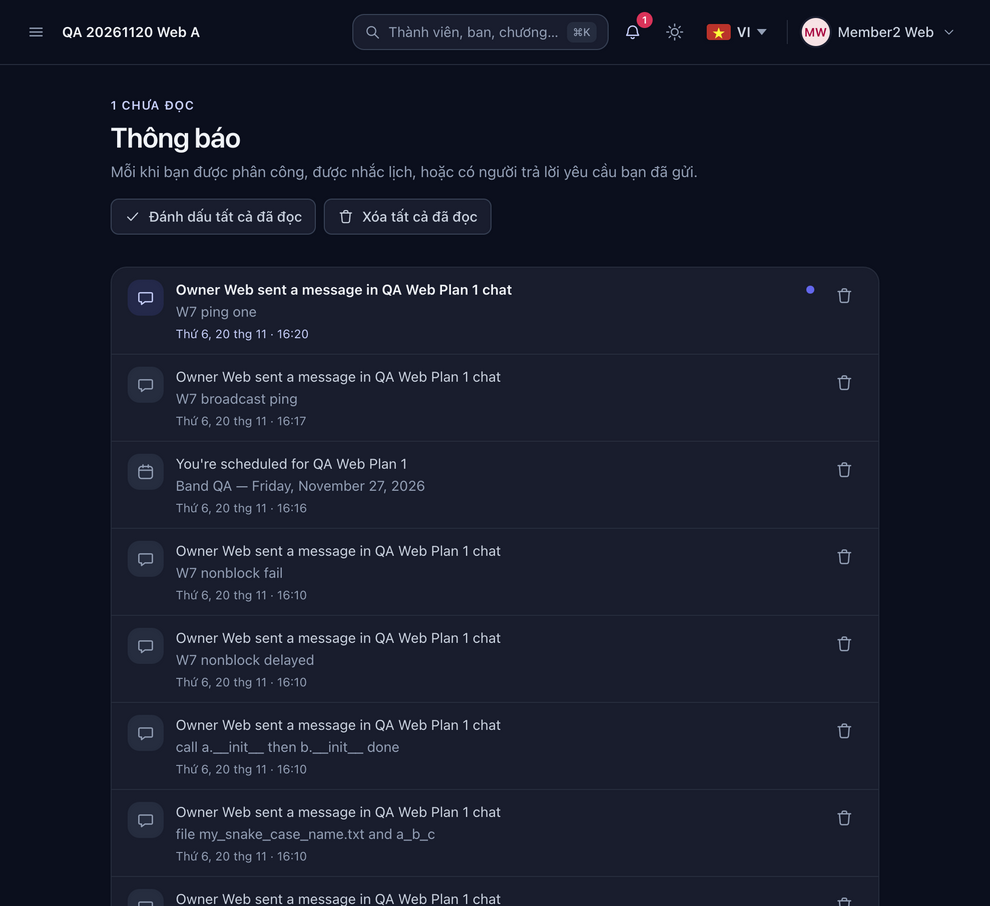 QA 20261120 Web A
Thành viên, ban, chương... ⌘K
1
VI
MW Member2 Web
1 CHƯA ĐỌC
Thông báo
Mỗi khi bạn được phân công, được nhắc lịch, hoặc có người trả lời yêu cầu bạn đã gửi.
Đánh dấu tất cả đã đọc
Xóa tất cả đã đọc
Owner Web sent a message in QA Web Plan 1 chat
W7 ping one
Thứ 6, 20 thg 11 · 16:20
Owner Web sent a message in QA Web Plan 1 chat
W7 broadcast ping
Thứ 6, 20 thg 11 · 16:17
You're scheduled for QA Web Plan 1
Band QA — Friday, November 27, 2026
Thứ 6, 20 thg 11 · 16:16
Owner Web sent a message in QA Web Plan 1 chat
W7 nonblock fail
Thứ 6, 20 thg 11 · 16:10
Owner Web sent a message in QA Web Plan 1 chat
W7 nonblock delayed
Thứ 6, 20 thg 11 · 16:10
Owner Web sent a message in QA Web Plan 1 chat
call a.__init__ then b.__init__ done
Thứ 6, 20 thg 11 · 16:10
Owner Web sent a message in QA Web Plan 1 chat
file my_snake_case_name.txt and a_b_c
Thứ 6, 20 thg 11 · 16:10
Owner Web sent a message in QA Web Plan 1 chat